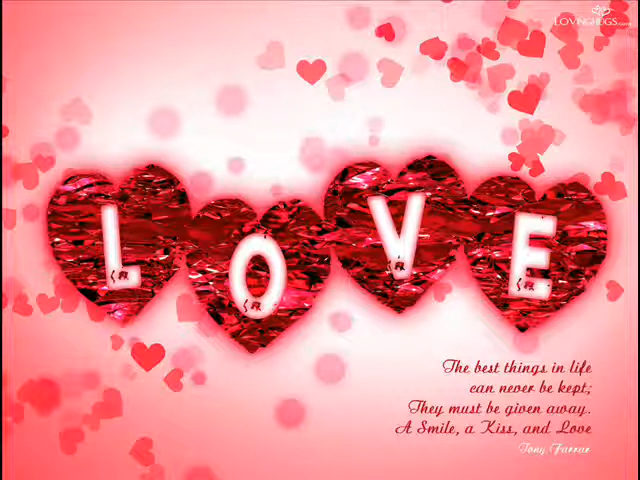 LOVINGHUGS.com
LOVE
The best things in life
can never be kept;
They must be given away.
A Smile, a Kiss, and Love
Tony Farrar